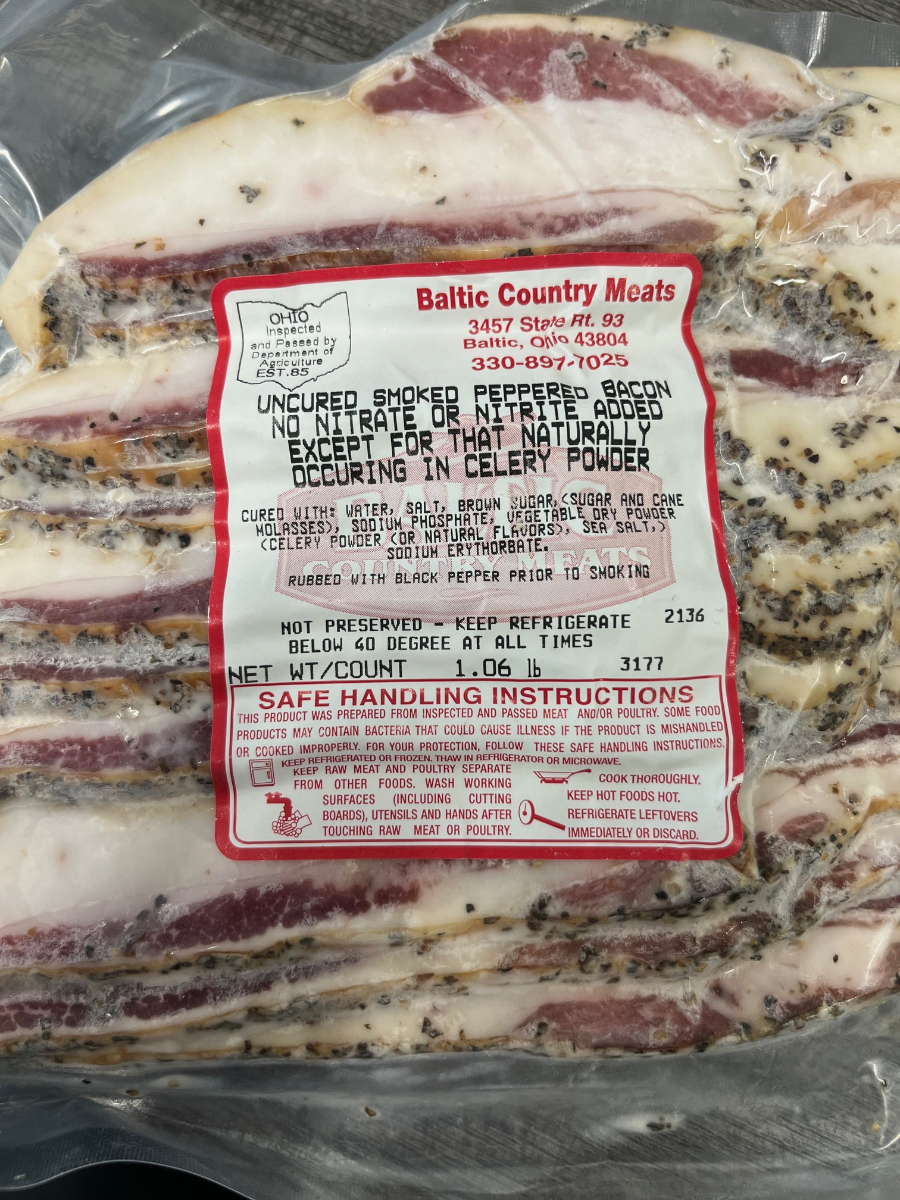 OHIO
Inspected
and Passed by
Department of
Agriculture
EST.85
Baltic Country Meats
3457 State Rt. 93
Baltic, Ohio 43804
330-897-7025
UNCURED SMOKED PEPPERED BACON
NO NITRATE OR NITRITE ADDED
EXCEPT FOR THAT NATURALLY
OCCURING IN CELERY POWDER
CURED WITH: WATER, SALT, BROWN SUGAR,(SUGAR AND CANE
MOLASSES), SODIUM PHOSPHATE, VEGETABLE DRY POWDER
(CELERY POWDER (OR NATURAL FLAVORS), SEA SALT,)
SODIUM ERYTHORBATE.
RUBBED WITH BLACK PEPPER PRIOR TO SMOKING
BALTIC
COUNTRY MEATS
NOT PRESERVED - KEEP REFRIGERATE 2136
BELOW 40 DEGREE AT ALL TIMES
NET WT/COUNT 1.06 lb 3177
SAFE HANDLING INSTRUCTIONS
THIS PRODUCT WAS PREPARED FROM INSPECTED AND PASSED MEAT AND/OR POULTRY. SOME FOOD
PRODUCTS MAY CONTAIN BACTERIA THAT COULD CAUSE ILLNESS IF THE PRODUCT IS MISHANDLED
OR COOKED IMPROPERLY. FOR YOUR PROTECTION, FOLLOW THESE SAFE HANDLING INSTRUCTIONS.
KEEP REFRIGERATED OR FROZEN. THAW IN REFRIGERATOR OR MICROWAVE.
KEEP RAW MEAT AND POULTRY SEPARATE
FROM OTHER FOODS. WASH WORKING
SURFACES (INCLUDING CUTTING
BOARDS), UTENSILS AND HANDS AFTER
TOUCHING RAW MEAT OR POULTRY.
COOK THOROUGHLY.
KEEP HOT FOODS HOT.
REFRIGERATE LEFTOVERS
IMMEDIATELY OR DISCARD.